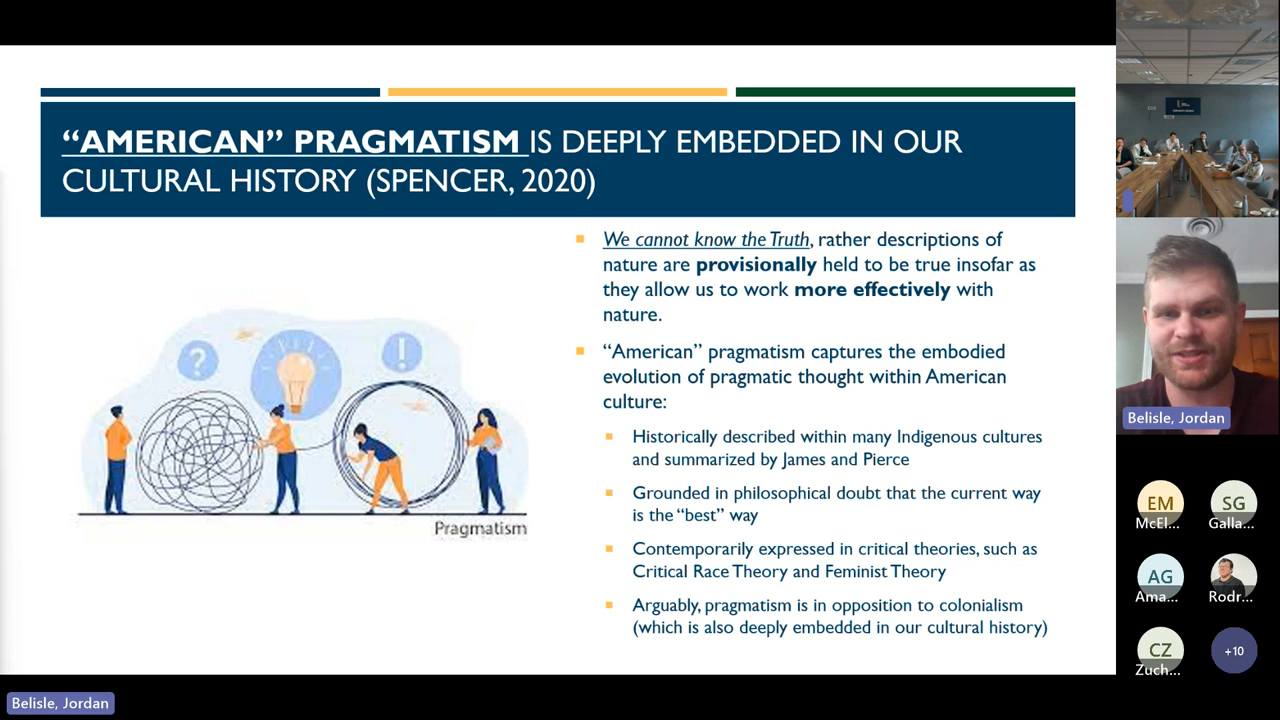 “AMERICAN” PRAGMATISM IS DEEPLY EMBEDDED IN OUR
CULTURAL HISTORY (SPENCER, 2020)
We cannot know the Truth, rather descriptions of
nature are provisionally held to be true insofar as
they allow us to work more effectively with
nature.
“American” pragmatism captures the embodied
evolution of pragmatic thought within American
culture:
Historically described within many Indigenous cultures
and summarized by James and Pierce
Grounded in philosophical doubt that the current way
is the “best” way
Contemporarily expressed in critical theories, such as
Critical Race Theory and Feminist Theory
Arguably, pragmatism is in opposition to colonialism
(which is also deeply embedded in our cultural history)
?
!
Pragmatism
Belisle, Jordan
EM
McEl...
SG
Galla...
AG
Ama...
Rodr...
CZ
Zuch...
+10
Belisle, Jordan